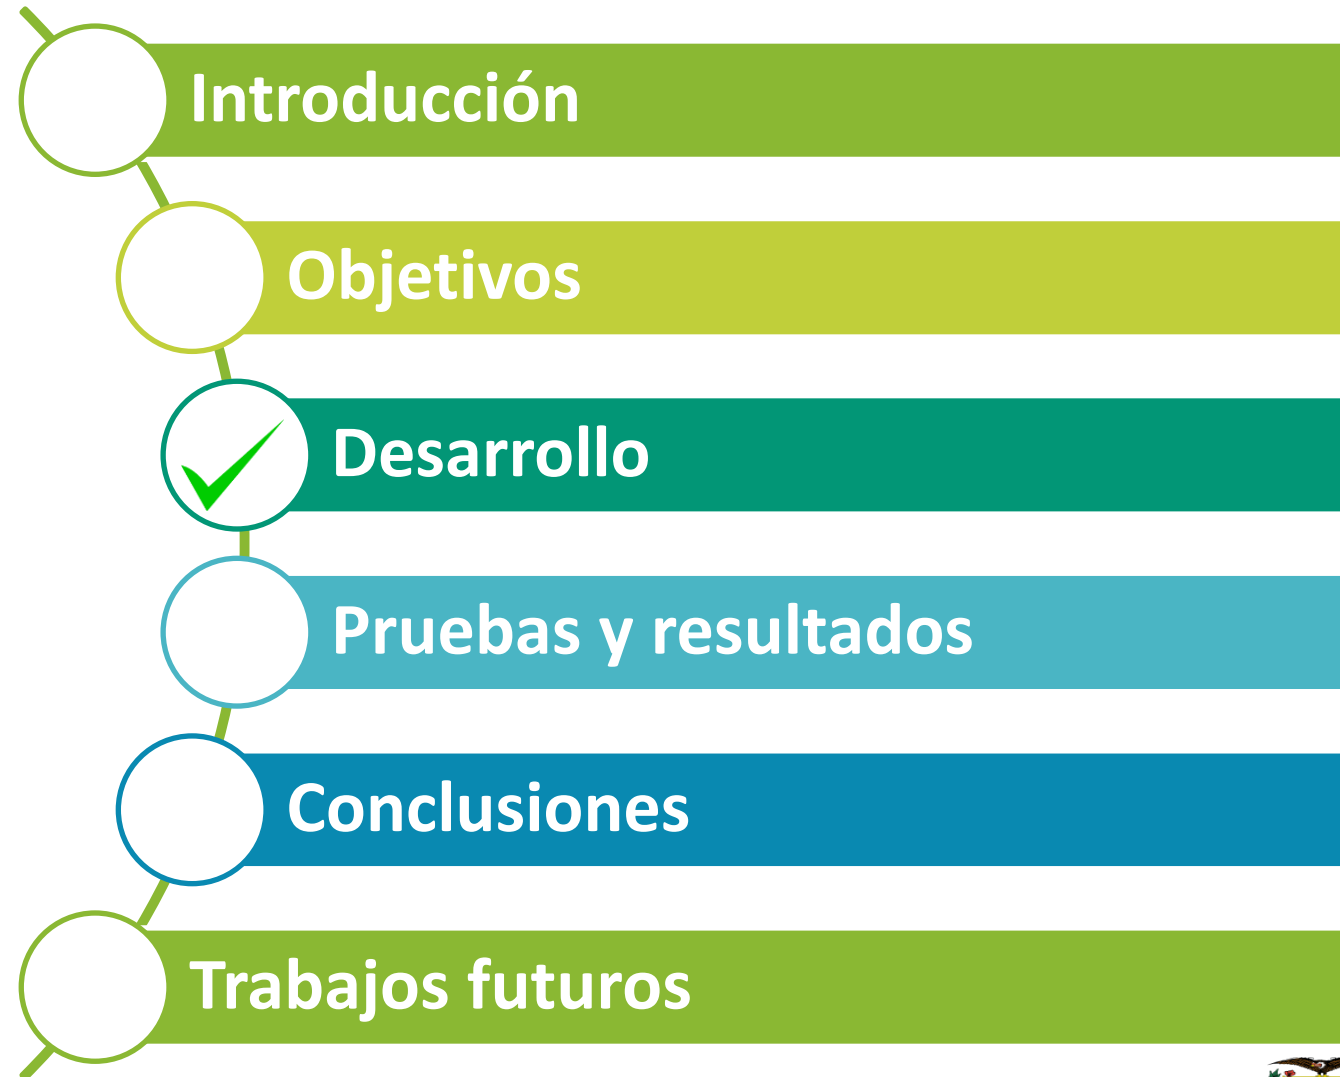 Introducción
Objetivos
Desarrollo
Pruebas y resultados
Conclusiones
Trabajos futuros